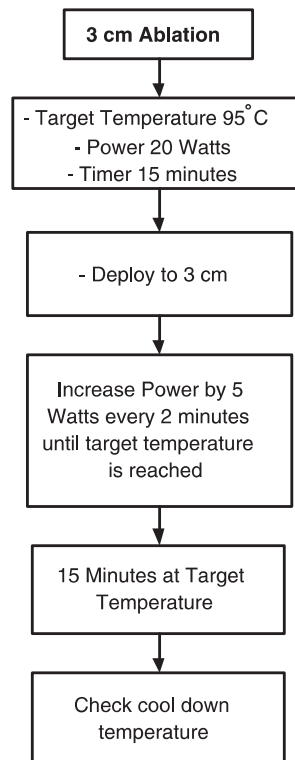 3 cm Ablation
- Target Temperature 95°C
- Power 20 Watts
- Timer 15 minutes
- Deploy to 3 cm
Increase Power by 5
Watts every 2 minutes
until target temperature
is reached
15 Minutes at Target
Temperature
Check cool down
temperature